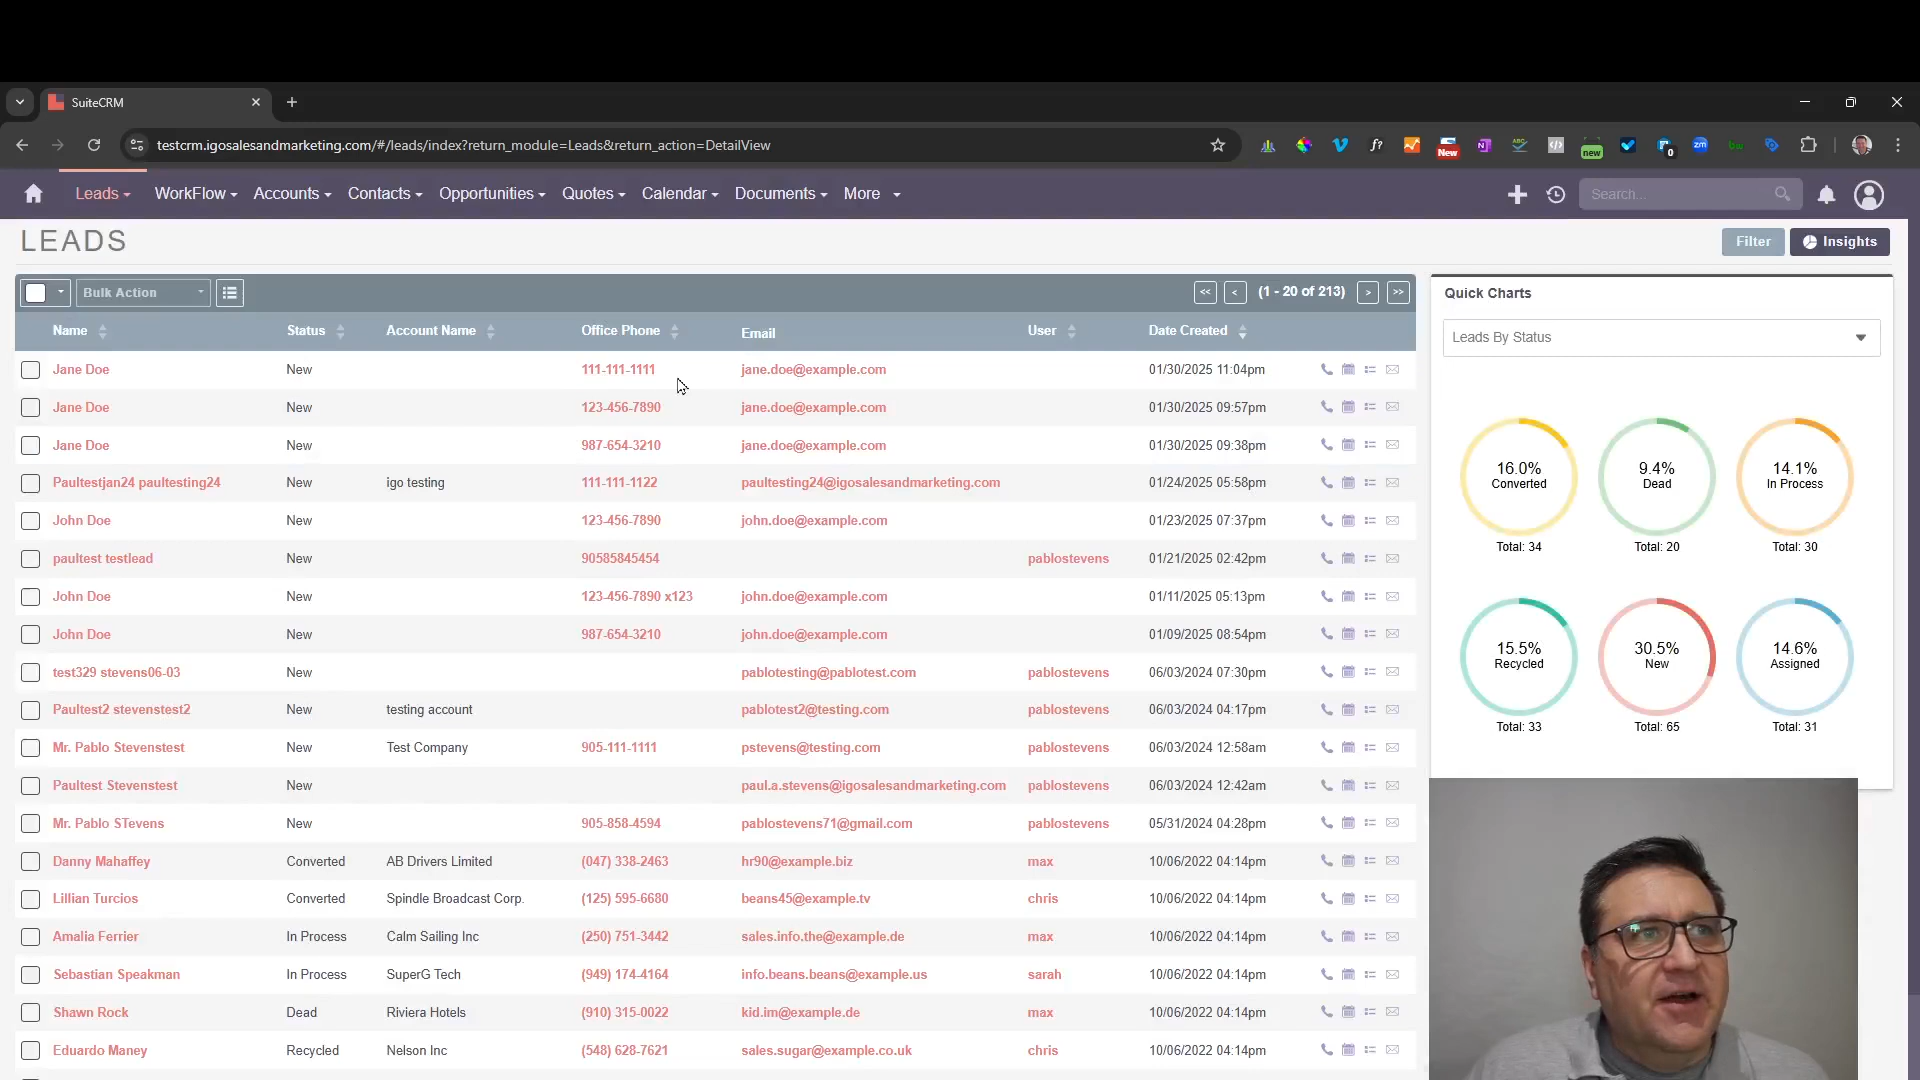 SuiteCRM
testcrm.igosalesandmarketing.com/#/leads/index?return_module=Leads&return_action=DetailView
New
new
0
zm
Leads WorkFlow Accounts Contacts Opportunities Quotes Calendar Documents More
Search...
LEADS
Filter Insights
Bulk Action
<< < (1 - 20 of 213) > >>
Name Status Account Name Office Phone Email User Date Created
Jane Doe New 111-111-1111 jane.doe@example.com 01/30/2025 11:04pm
Jane Doe New 123-456-7890 jane.doe@example.com 01/30/2025 09:57pm
Jane Doe New 987-654-3210 jane.doe@example.com 01/30/2025 09:38pm
Paultestjan24 paultesting24 New igo testing 111-111-1122 paultesting24@igosalesandmarketing.com 01/24/2025 05:58pm
John Doe New 123-456-7890 john.doe@example.com 01/23/2025 07:37pm
paultest testlead New 90585845454 pablostevens 01/21/2025 02:42pm
John Doe New 123-456-7890 x123 john.doe@example.com 01/11/2025 05:13pm
John Doe New 987-654-3210 john.doe@example.com 01/09/2025 08:54pm
test329 stevens06-03 New pablotesting@pablotest.com pablostevens 06/03/2024 07:30pm
Paultest2 stevenstest2 New testing account pablotest2@testing.com pablostevens 06/03/2024 04:17pm
Mr. Pablo Stevenstest New Test Company 905-111-1111 pstevens@testing.com pablostevens 06/03/2024 12:58am
Paultest Stevenstest New paul.a.stevens@igosalesandmarketing.com pablostevens 06/03/2024 12:42am
Mr. Pablo STevens New 905-858-4594 pablostevens71@gmail.com pablostevens 05/31/2024 04:28pm
Danny Mahaffey Converted AB Drivers Limited (047) 338-2463 hr90@example.biz max 10/06/2022 04:14pm
Lillian Turcios Converted Spindle Broadcast Corp. (125) 595-6680 beans45@example.tv chris 10/06/2022 04:14pm
Amalia Ferrier In Process Calm Sailing Inc (250) 751-3442 sales.info.the@example.de max 10/06/2022 04:14pm
Sebastian Speakman In Process SuperG Tech (949) 174-4164 info.beans.beans@example.us sarah 10/06/2022 04:14pm
Shawn Rock Dead Riviera Hotels (910) 315-0022 kid.im@example.de max 10/06/2022 04:14pm
Eduardo Maney Recycled Nelson Inc (548) 628-7621 sales.sugar@example.co.uk chris 10/06/2022 04:14pm
Quick Charts
Leads By Status
16.0% 9.4% 14.1%
Converted Dead In Process
Total: 34 Total: 20 Total: 30
15.5% 30.5% 14.6%
Recycled New Assigned
Total: 33 Total: 65 Total: 31